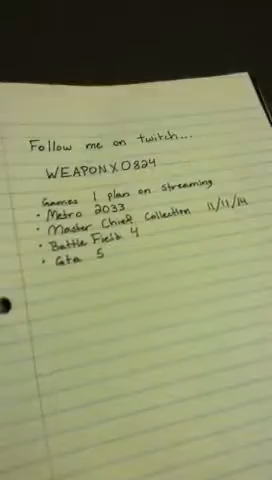 Follow me on twitch...
WEAPONX0824
Games I plan on streaming
• Metro 2033
• Master Chief Collection 11/11/14
• Battle Field 4
• Gta 5